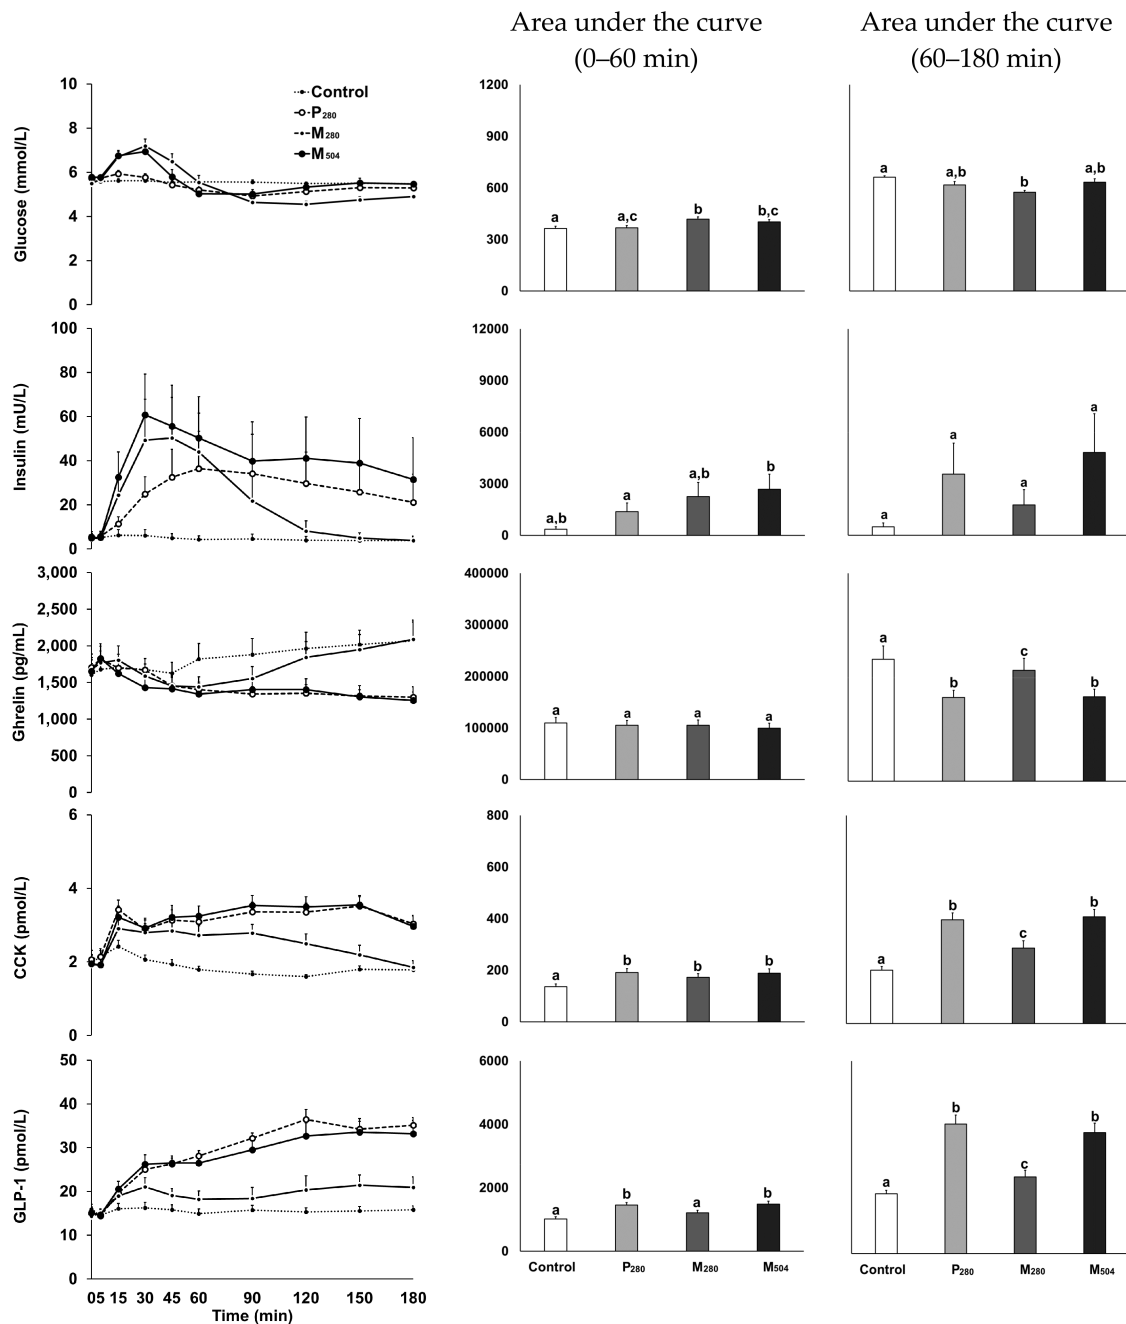 Area under the curve
(0–60 min)
Area under the curve
(60–180 min)
Glucose (mmol/L)
10
8
6
4
2
0
Control
P280
M280
M504
1200
900
600
300
0
a
a,c
b
b,c
a
a,b
b
a,b
Insulin (mU/L)
100
80
60
40
20
0
12000
9000
6000
3000
0
a,b
a
a,b
b
a
a
a
a
Ghrelin (pg/mL)
3,000
2,500
2,000
1,500
1,000
500
0
400000
300000
200000
100000
0
a
a
a
a
a
b
c
b
CCK (pmol/L)
6
4
2
0
800
600
400
200
0
a
b
b
b
a
b
c
b
GLP-1 (pmol/L)
50
40
30
20
10
0
05 15 30 45 60 90 120 150 180
Time (min)
6000
4000
2000
0
a
b
a
b
Control P280 M280 M504
a
b
c
b
Control P280 M280 M504